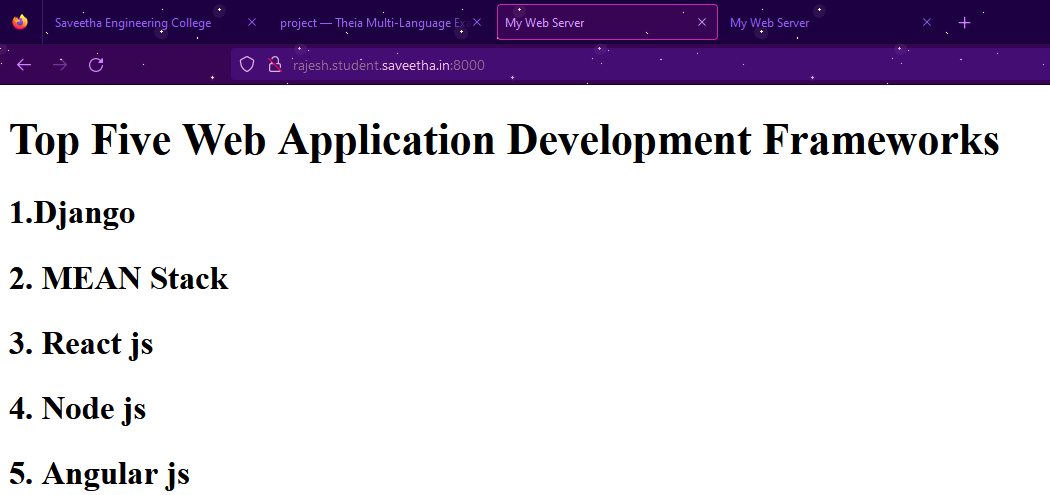 Saveetha Engineering College
project — Theia Multi-Language Ex
My Web Server
My Web Server
rajesh.student.saveetha.in:8000
Top Five Web Application Development Frameworks
1.Django
2. MEAN Stack
3. React js
4. Node js
5. Angular js